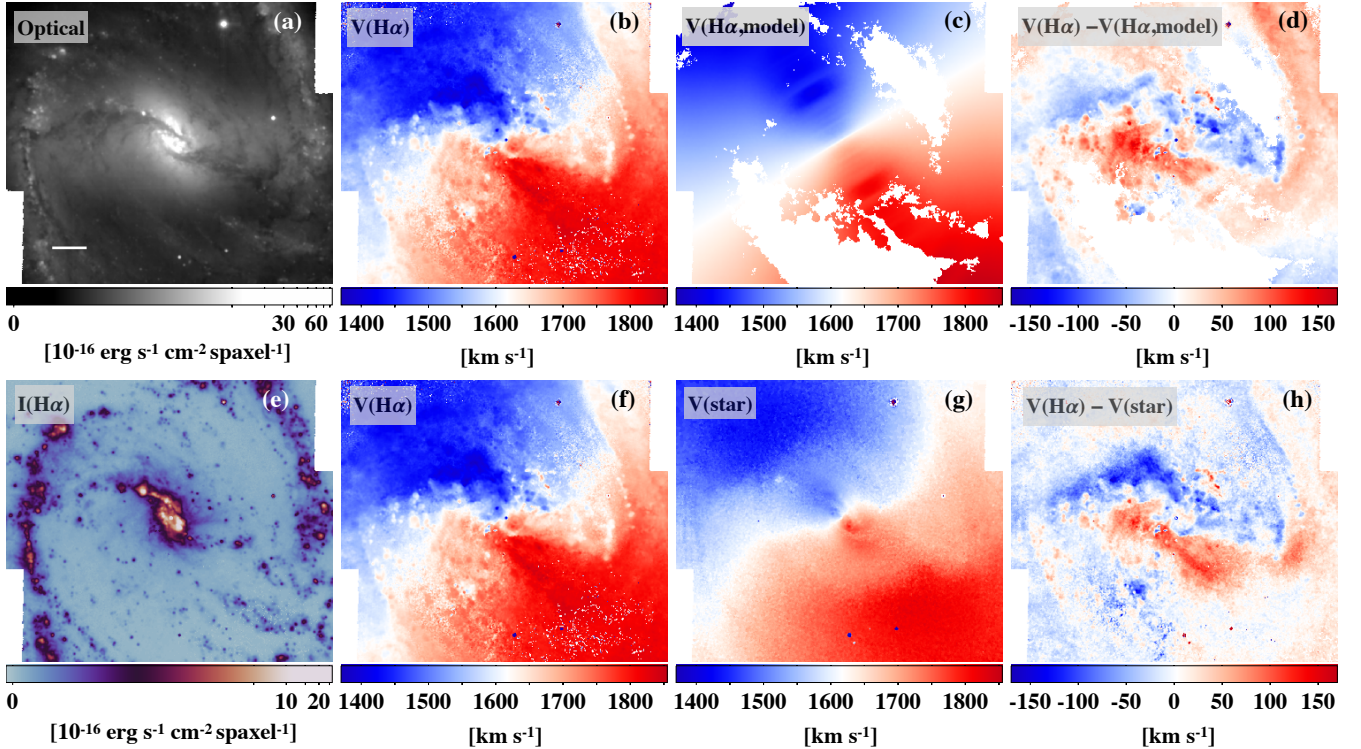 Optical (a) V(Hα) (b) V(Hα,model) (c) V(Hα) −V(Hα,model) (d)
0 30 60 1400 1500 1600 1700 1800 1400 1500 1600 1700 1800 -150 -100 -50 0 50 100 150
[10⁻¹⁶ erg s⁻¹ cm⁻² spaxel⁻¹] [km s⁻¹] [km s⁻¹] [km s⁻¹]
I(Hα) (e) V(Hα) (f) V(star) (g) V(Hα) − V(star) (h)
0 10 20 1400 1500 1600 1700 1800 1400 1500 1600 1700 1800 -150 -100 -50 0 50 100 150
[10⁻¹⁶ erg s⁻¹ cm⁻² spaxel⁻¹] [km s⁻¹] [km s⁻¹] [km s⁻¹]